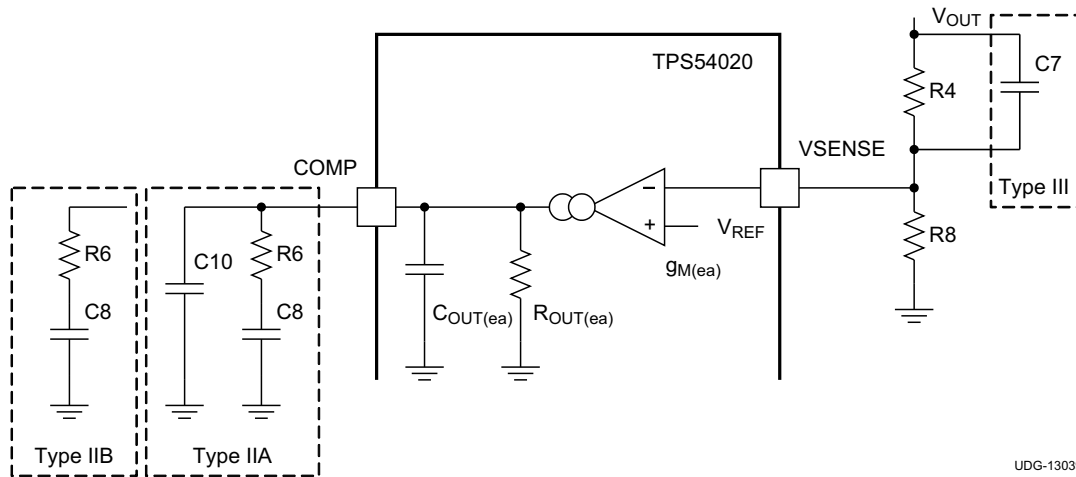 VOUT
C7
TPS54020
R4
COMP
VSENSE
Type III
R6
C10
R6
VREF
R8
C8
C8
COUT(ea)
ROUT(ea)
gM(ea)
−
+
Type IIB
Type IIA
UDG-1303